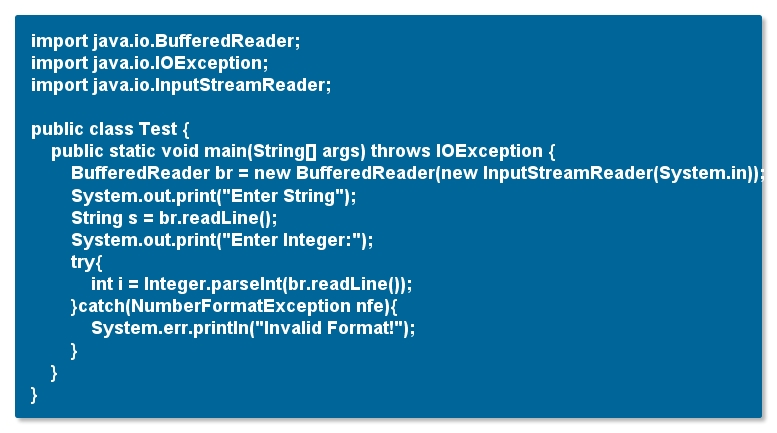 import java.io.BufferedReader;
import java.io.IOException;
import java.io.InputStreamReader;

public class Test {
    public static void main(String[] args) throws IOException {
        BufferedReader br = new BufferedReader(new InputStreamReader(System.in));
        System.out.print("Enter String");
        String s = br.readLine();
        System.out.print("Enter Integer:");
        try{
            int i = Integer.parseInt(br.readLine());
        }catch(NumberFormatException nfe){
            System.err.println("Invalid Format!");
        }
    }
}